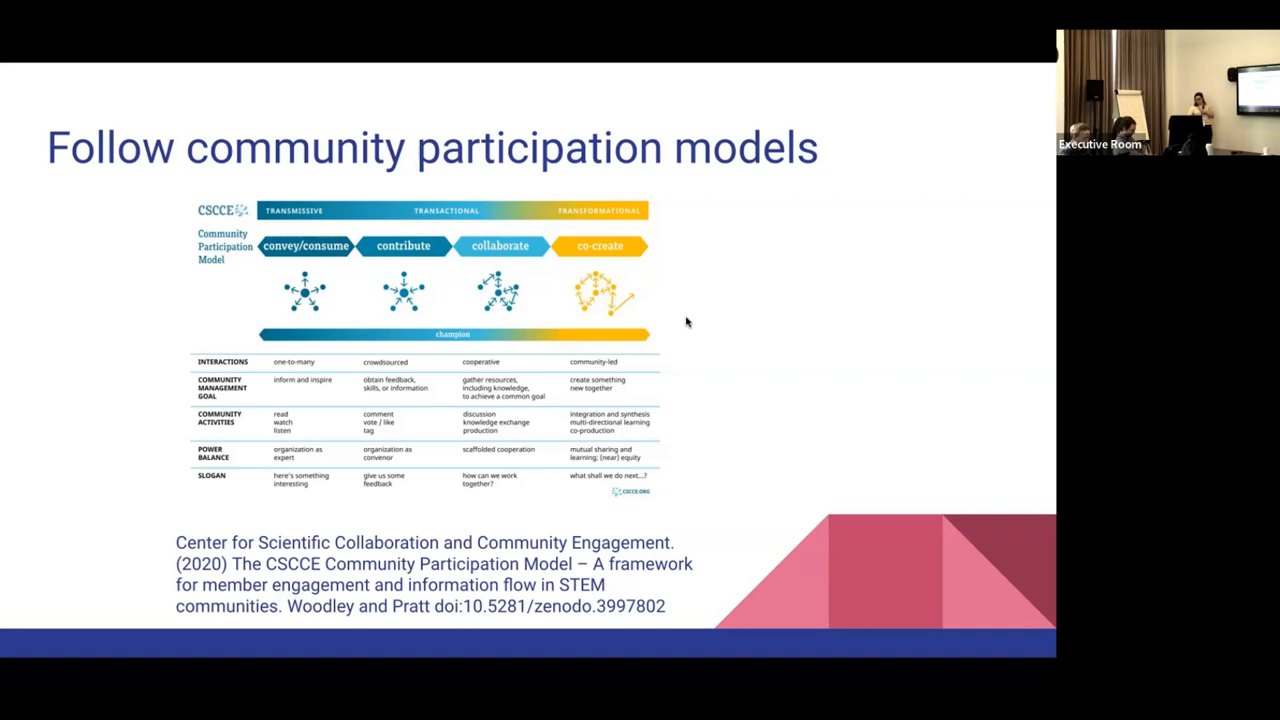 Follow community participation models
CSCCE
TRANSMISSIVE TRANSACTIONAL TRANSFORMATIONAL
Community
Participation
Model
convey/consume contribute collaborate co-create
champion
INTERACTIONS one-to-many crowdsourced cooperative community-led
COMMUNITY MANAGEMENT GOAL inform and inspire obtain feedback, skills, or information gather resources, including knowledge, to achieve a common goal create something new together
COMMUNITY ACTIVITIES read watch listen comment vote / like tag discussion knowledge exchange production integration and synthesis multi-directional learning co-production
POWER BALANCE organization as expert organization as convenor scaffolded cooperation mutual sharing and learning; (near) equity
SLOGAN here's something interesting give us some feedback how can we work together? what shall we do next...?
CSCCE.ORG
Center for Scientific Collaboration and Community Engagement.
(2020) The CSCCE Community Participation Model – A framework
for member engagement and information flow in STEM
communities. Woodley and Pratt doi:10.5281/zenodo.3997802
Executive Room